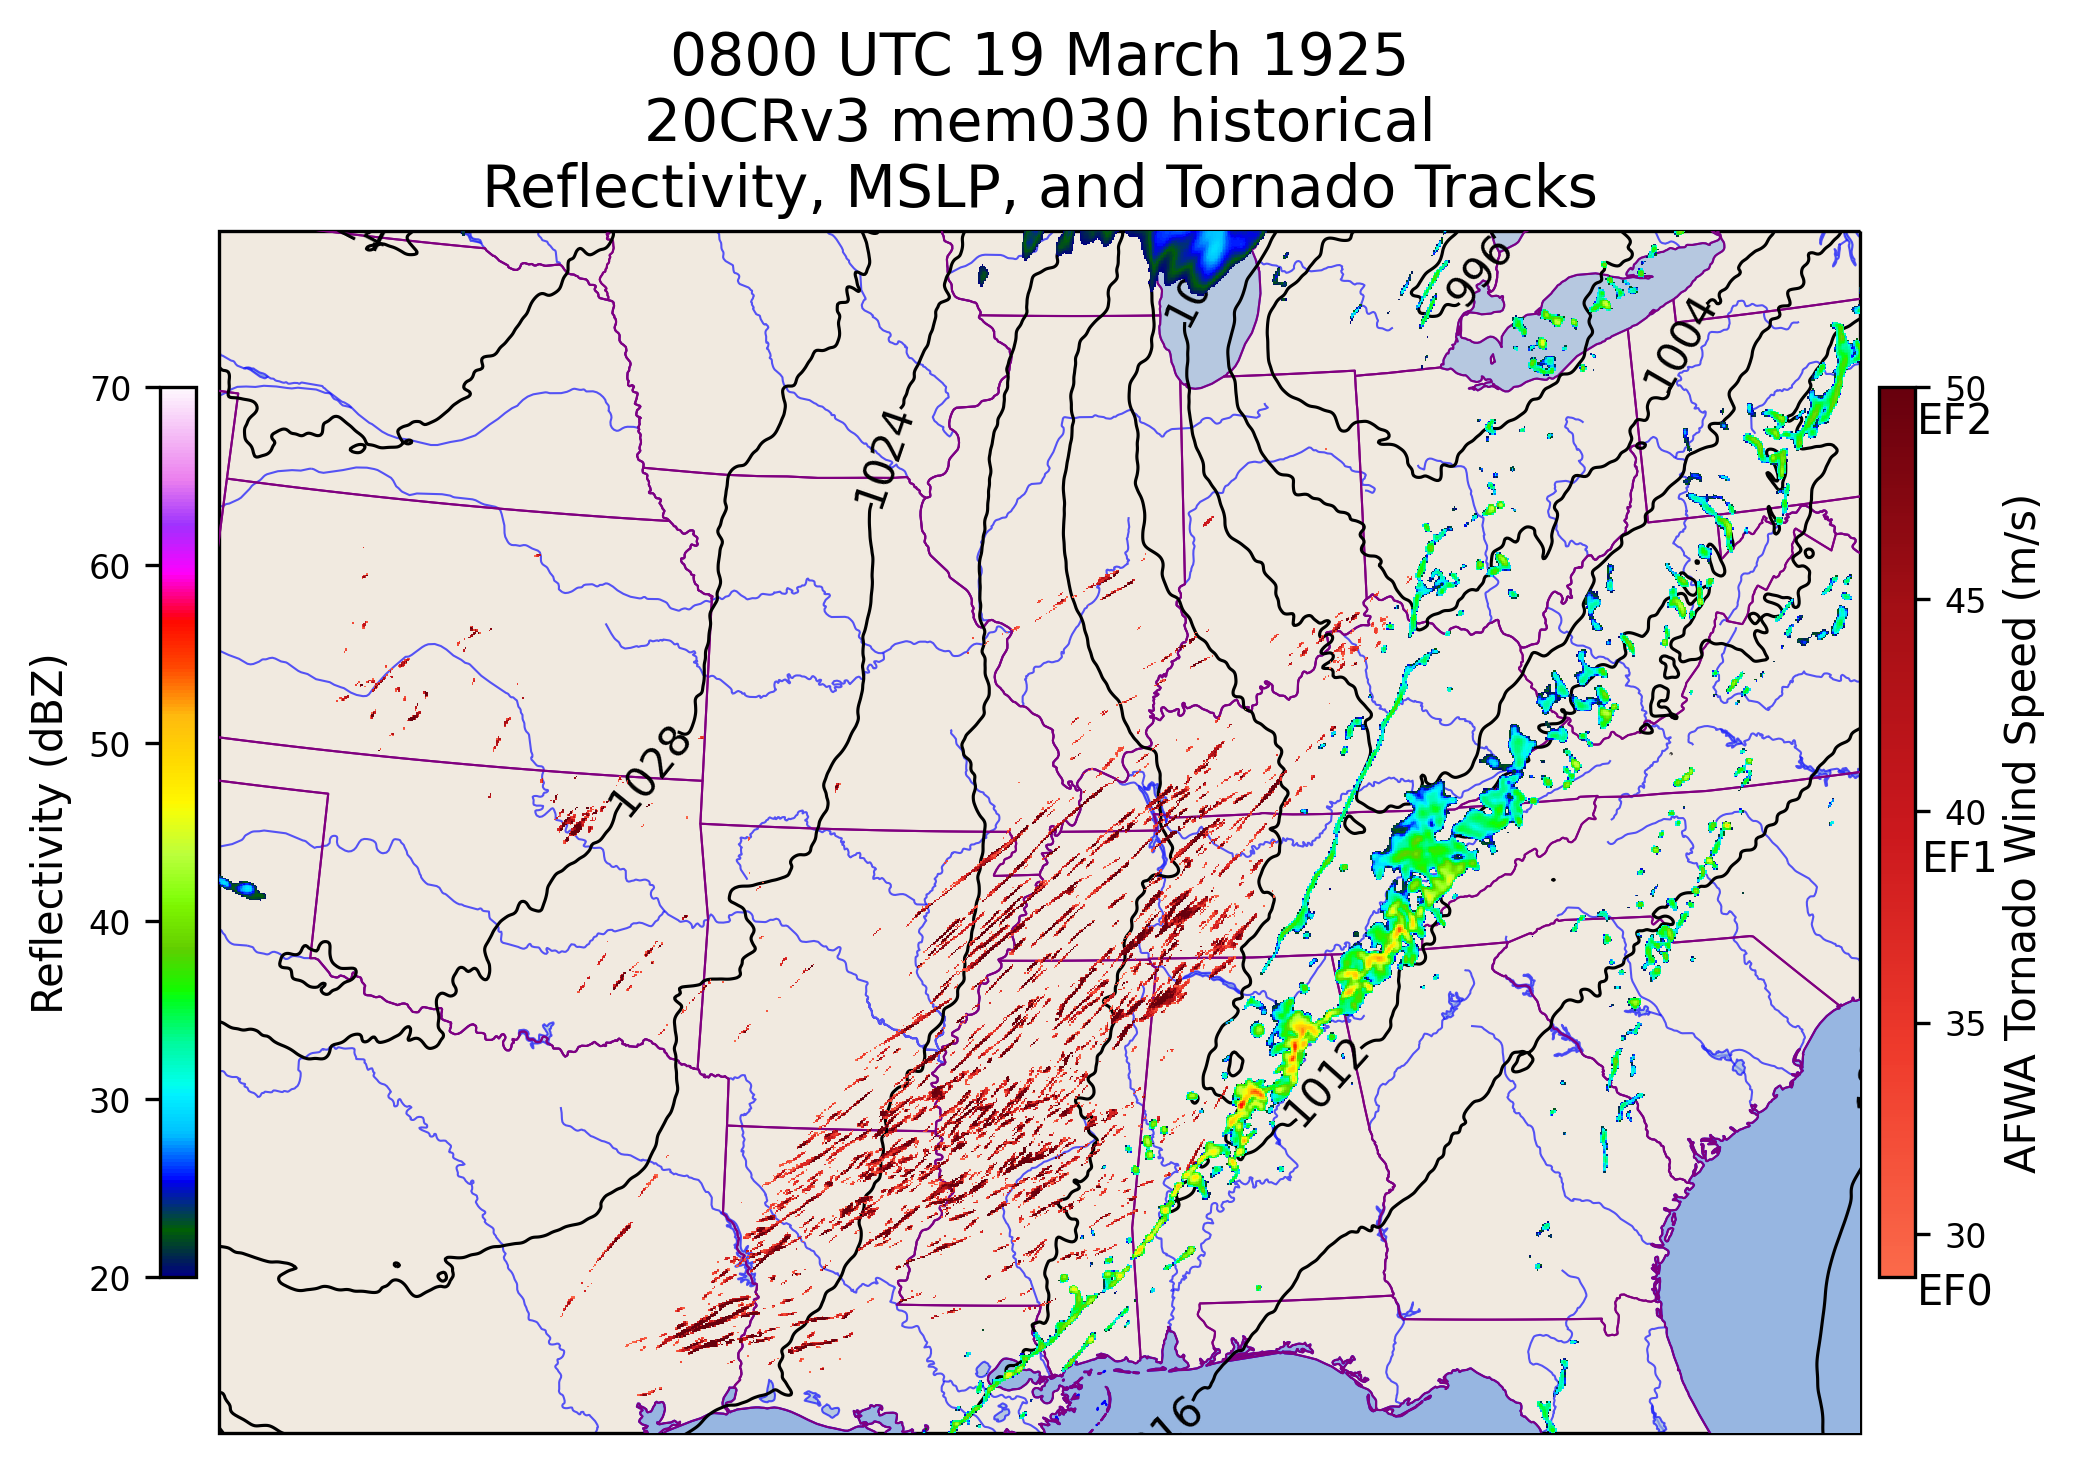 0800 UTC 19 March 1925
20CRv3 mem030 historical
Reflectivity, MSLP, and Tornado Tracks
996
10
1004
1024
1028
1012
16
Reflectivity (dBZ)
70
60
50
40
30
20
50
EF2
45
40
EF1
35
30
EF0
AFWA Tornado Wind Speed (m/s)